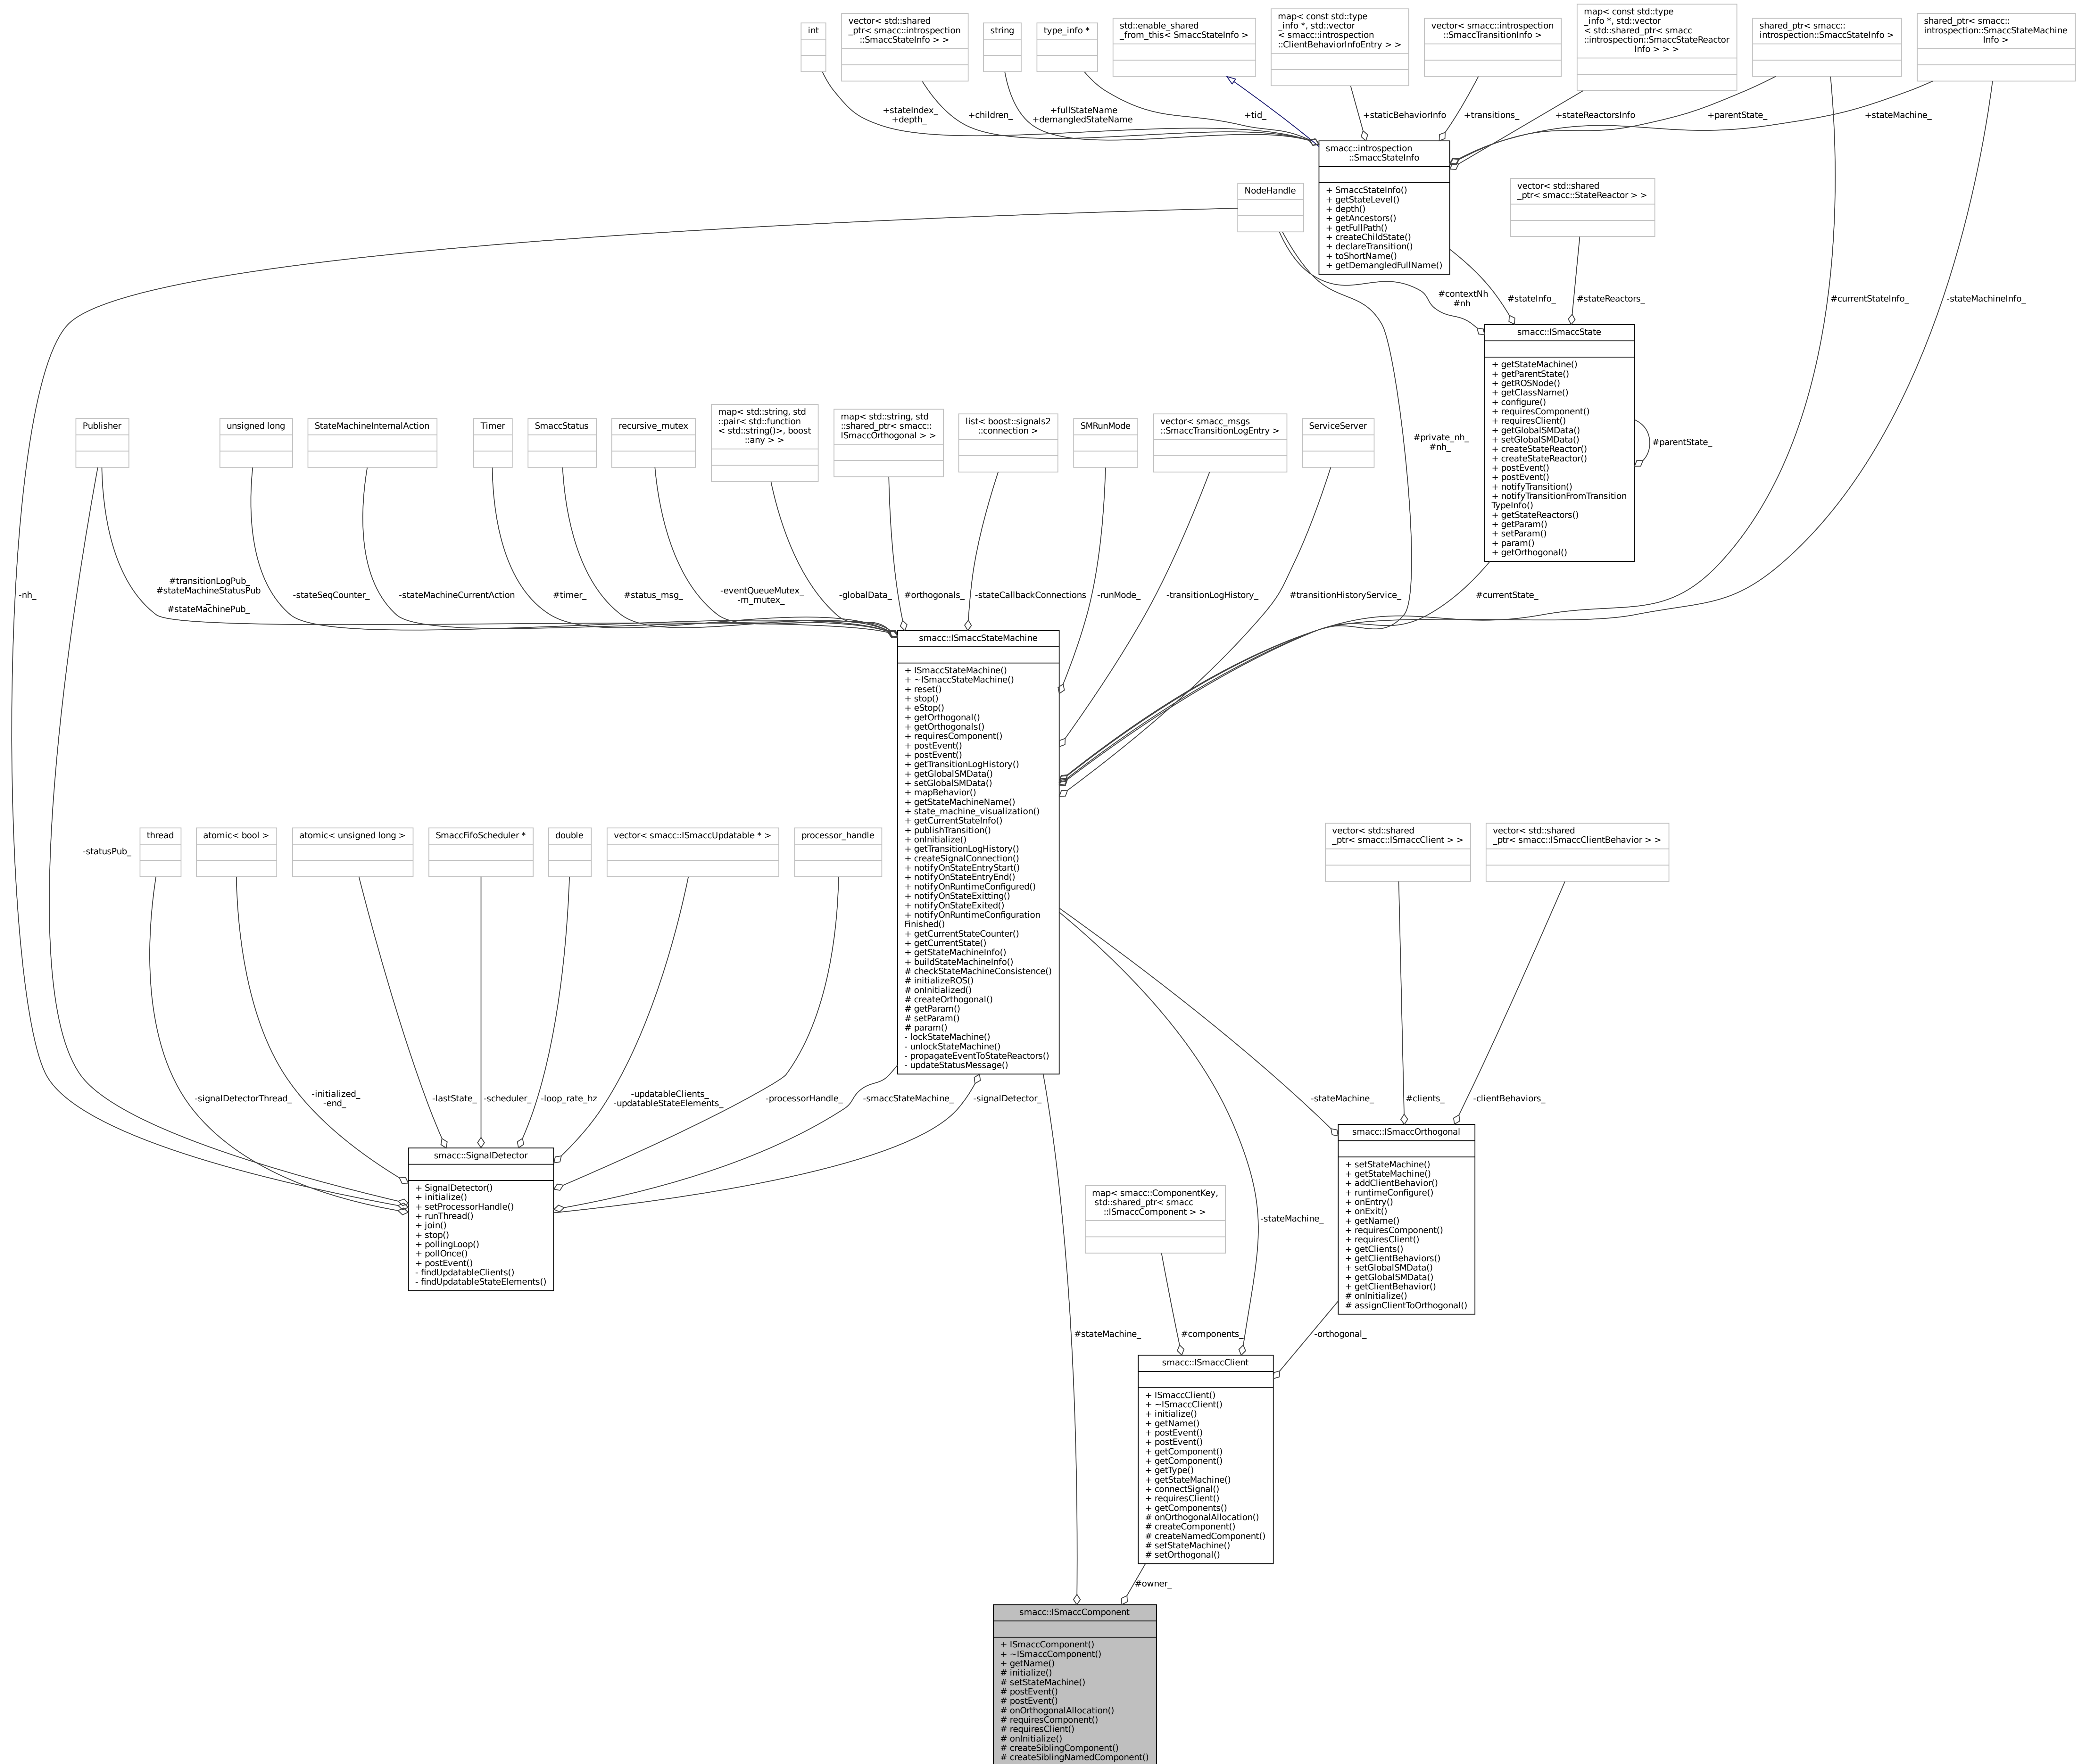 int
vector< std::shared
_ptr< smacc::introspection
::SmaccStateInfo > >
string
type_info *
std::enable_shared
_from_this< SmaccStateInfo >
map< const std::type
_info *, std::vector
< smacc::introspection
::ClientBehaviorInfoEntry > >
vector< smacc::introspection
::SmaccTransitionInfo >
map< const std::type
_info *, std::vector
< std::shared_ptr< smacc
::introspection::SmaccStateReactor
Info > > >
shared_ptr< smacc::
introspection::SmaccStateInfo >
shared_ptr< smacc::
introspection::SmaccStateMachine
Info >
+stateIndex_
+depth_
+children_
+fullStateName
+demangledStateName
+tid_
+staticBehaviorInfo
+transitions_
+stateReactorsInfo
+parentState_
+stateMachine_
smacc::introspection
::SmaccStateInfo
+ SmaccStateInfo()
+ getStateLevel()
+ depth()
+ getAncestors()
+ getFullPath()
+ createChildState()
+ declareTransition()
+ toShortName()
+ getDemangledFullName()
NodeHandle
vector< std::shared
_ptr< smacc::StateReactor > >
#contextNh
#nh
#stateInfo_
#stateReactors_
#currentStateInfo_
-stateMachineInfo_
smacc::ISmaccState
+ getStateMachine()
+ getParentState()
+ getROSNode()
+ getClassName()
+ configure()
+ requiresComponent()
+ requiresClient()
+ getGlobalSMData()
+ setGlobalSMData()
+ createStateReactor()
+ createStateReactor()
+ postEvent()
+ postEvent()
+ notifyTransition()
+ notifyTransitionFromTransition
TypeInfo()
+ getStateReactors()
+ getParam()
+ setParam()
+ param()
+ getOrthogonal()
#parentState_
Publisher
unsigned long
StateMachineInternalAction
Timer
SmaccStatus
recursive_mutex
map< std::string, std
::pair< std::function
< std::string()>, boost
::any > >
map< std::string, std
::shared_ptr< smacc::
ISmaccOrthogonal > >
list< boost::signals2
::connection >
SMRunMode
vector< smacc_msgs
::SmaccTransitionLogEntry >
ServiceServer
#private_nh_
#nh_
-nh_
#transitionLogPub_
#stateMachineStatusPub
_
#stateMachinePub_
-stateSeqCounter_
-stateMachineCurrentAction
#timer_
#status_msg_
-eventQueueMutex_
-m_mutex_
-globalData_
#orthogonals_
-stateCallbackConnections
-runMode_
-transitionLogHistory_
#transitionHistoryService_
#currentState_
smacc::ISmaccStateMachine
+ ISmaccStateMachine()
+ ~ISmaccStateMachine()
+ reset()
+ stop()
+ eStop()
+ getOrthogonal()
+ getOrthogonals()
+ requiresComponent()
+ postEvent()
+ postEvent()
+ getTransitionLogHistory()
+ getGlobalSMData()
+ setGlobalSMData()
+ mapBehavior()
+ getStateMachineName()
+ state_machine_visualization()
+ getCurrentStateInfo()
+ publishTransition()
+ onInitialize()
+ getTransitionLogHistory()
+ createSignalConnection()
+ notifyOnStateEntryStart()
+ notifyOnStateEntryEnd()
+ notifyOnRuntimeConfigured()
+ notifyOnStateExitting()
+ notifyOnStateExited()
+ notifyOnRuntimeConfiguration
Finished()
+ getCurrentStateCounter()
+ getCurrentState()
+ getStateMachineInfo()
+ buildStateMachineInfo()
# checkStateMachineConsistence()
# initializeROS()
# onInitialized()
# createOrthogonal()
# getParam()
# setParam()
# param()
- lockStateMachine()
- unlockStateMachine()
- propagateEventToStateReactors()
- updateStatusMessage()
-statusPub_
thread
atomic< bool >
atomic< unsigned long >
SmaccFifoScheduler *
double
vector< smacc::ISmaccUpdatable * >
processor_handle
vector< std::shared
_ptr< smacc::ISmaccClient > >
vector< std::shared
_ptr< smacc::ISmaccClientBehavior > >
-signalDetectorThread_
-initialized_
-end_
-lastState_
-scheduler_
-loop_rate_hz
-updatableClients_
-updatableStateElements_
-processorHandle_
-smaccStateMachine_
-signalDetector_
-stateMachine_
#clients_
-clientBehaviors_
smacc::SignalDetector
+ SignalDetector()
+ initialize()
+ setProcessorHandle()
+ runThread()
+ join()
+ stop()
+ pollingLoop()
+ pollOnce()
+ postEvent()
- findUpdatableClients()
- findUpdatableStateElements()
smacc::ISmaccOrthogonal
+ setStateMachine()
+ getStateMachine()
+ addClientBehavior()
+ runtimeConfigure()
+ onEntry()
+ onExit()
+ getName()
+ requiresComponent()
+ requiresClient()
+ getClients()
+ getClientBehaviors()
+ setGlobalSMData()
+ getGlobalSMData()
+ getClientBehavior()
# onInitialize()
# assignClientToOrthogonal()
map< smacc::ComponentKey,
std::shared_ptr< smacc
::ISmaccComponent > >
-stateMachine_
#stateMachine_
#components_
-orthogonal_
smacc::ISmaccClient
+ ISmaccClient()
+ ~ISmaccClient()
+ initialize()
+ getName()
+ postEvent()
+ postEvent()
+ getComponent()
+ getComponent()
+ getType()
+ getStateMachine()
+ connectSignal()
+ requiresClient()
+ getComponents()
# onOrthogonalAllocation()
# createComponent()
# createNamedComponent()
# setStateMachine()
# setOrthogonal()
#owner_
smacc::ISmaccComponent
+ ISmaccComponent()
+ ~ISmaccComponent()
+ getName()
# initialize()
# setStateMachine()
# postEvent()
# postEvent()
# onOrthogonalAllocation()
# requiresComponent()
# requiresClient()
# onInitialize()
# createSiblingComponent()
# createSiblingNamedComponent()